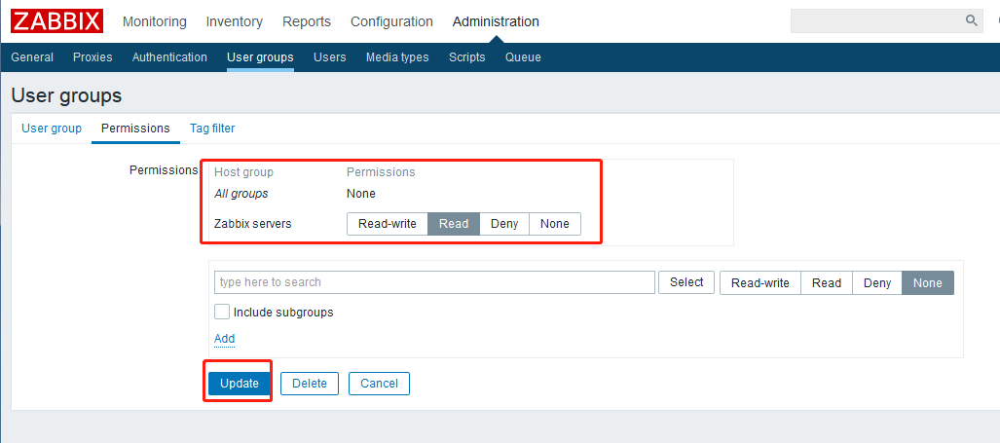 ZABBIX Monitoring Inventory Reports Configuration Administration
General Proxies Authentication User groups Users Media types Scripts Queue
User groups
User group Permissions Tag filter
Permissions Host group Permissions
All groups None
Zabbix servers Read-write Read Deny None
type here to search Select Read-write Read Deny None
Include subgroups
Add
Update Delete Cancel